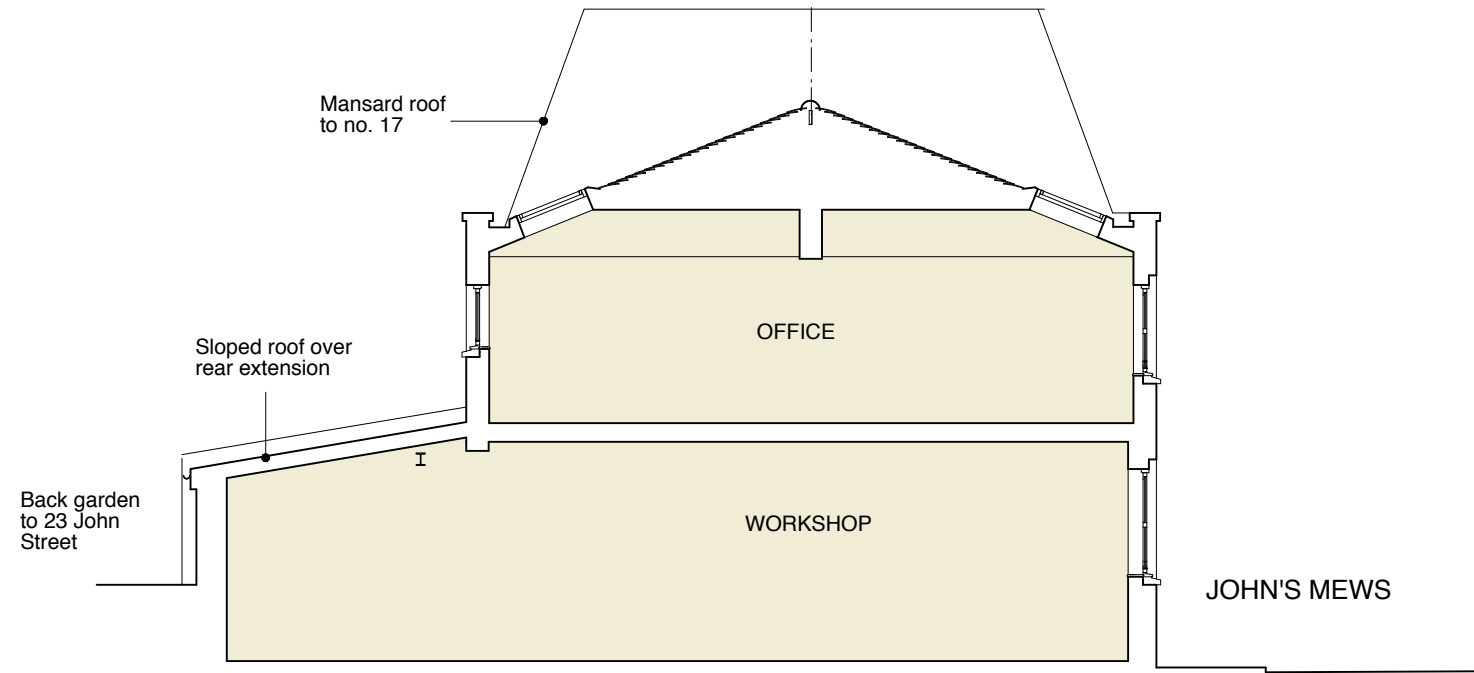 Mansard roof
to no. 17
OFFICE
Sloped roof over
rear extension
Back garden
to 23 John
Street
WORKSHOP
JOHN'S MEWS